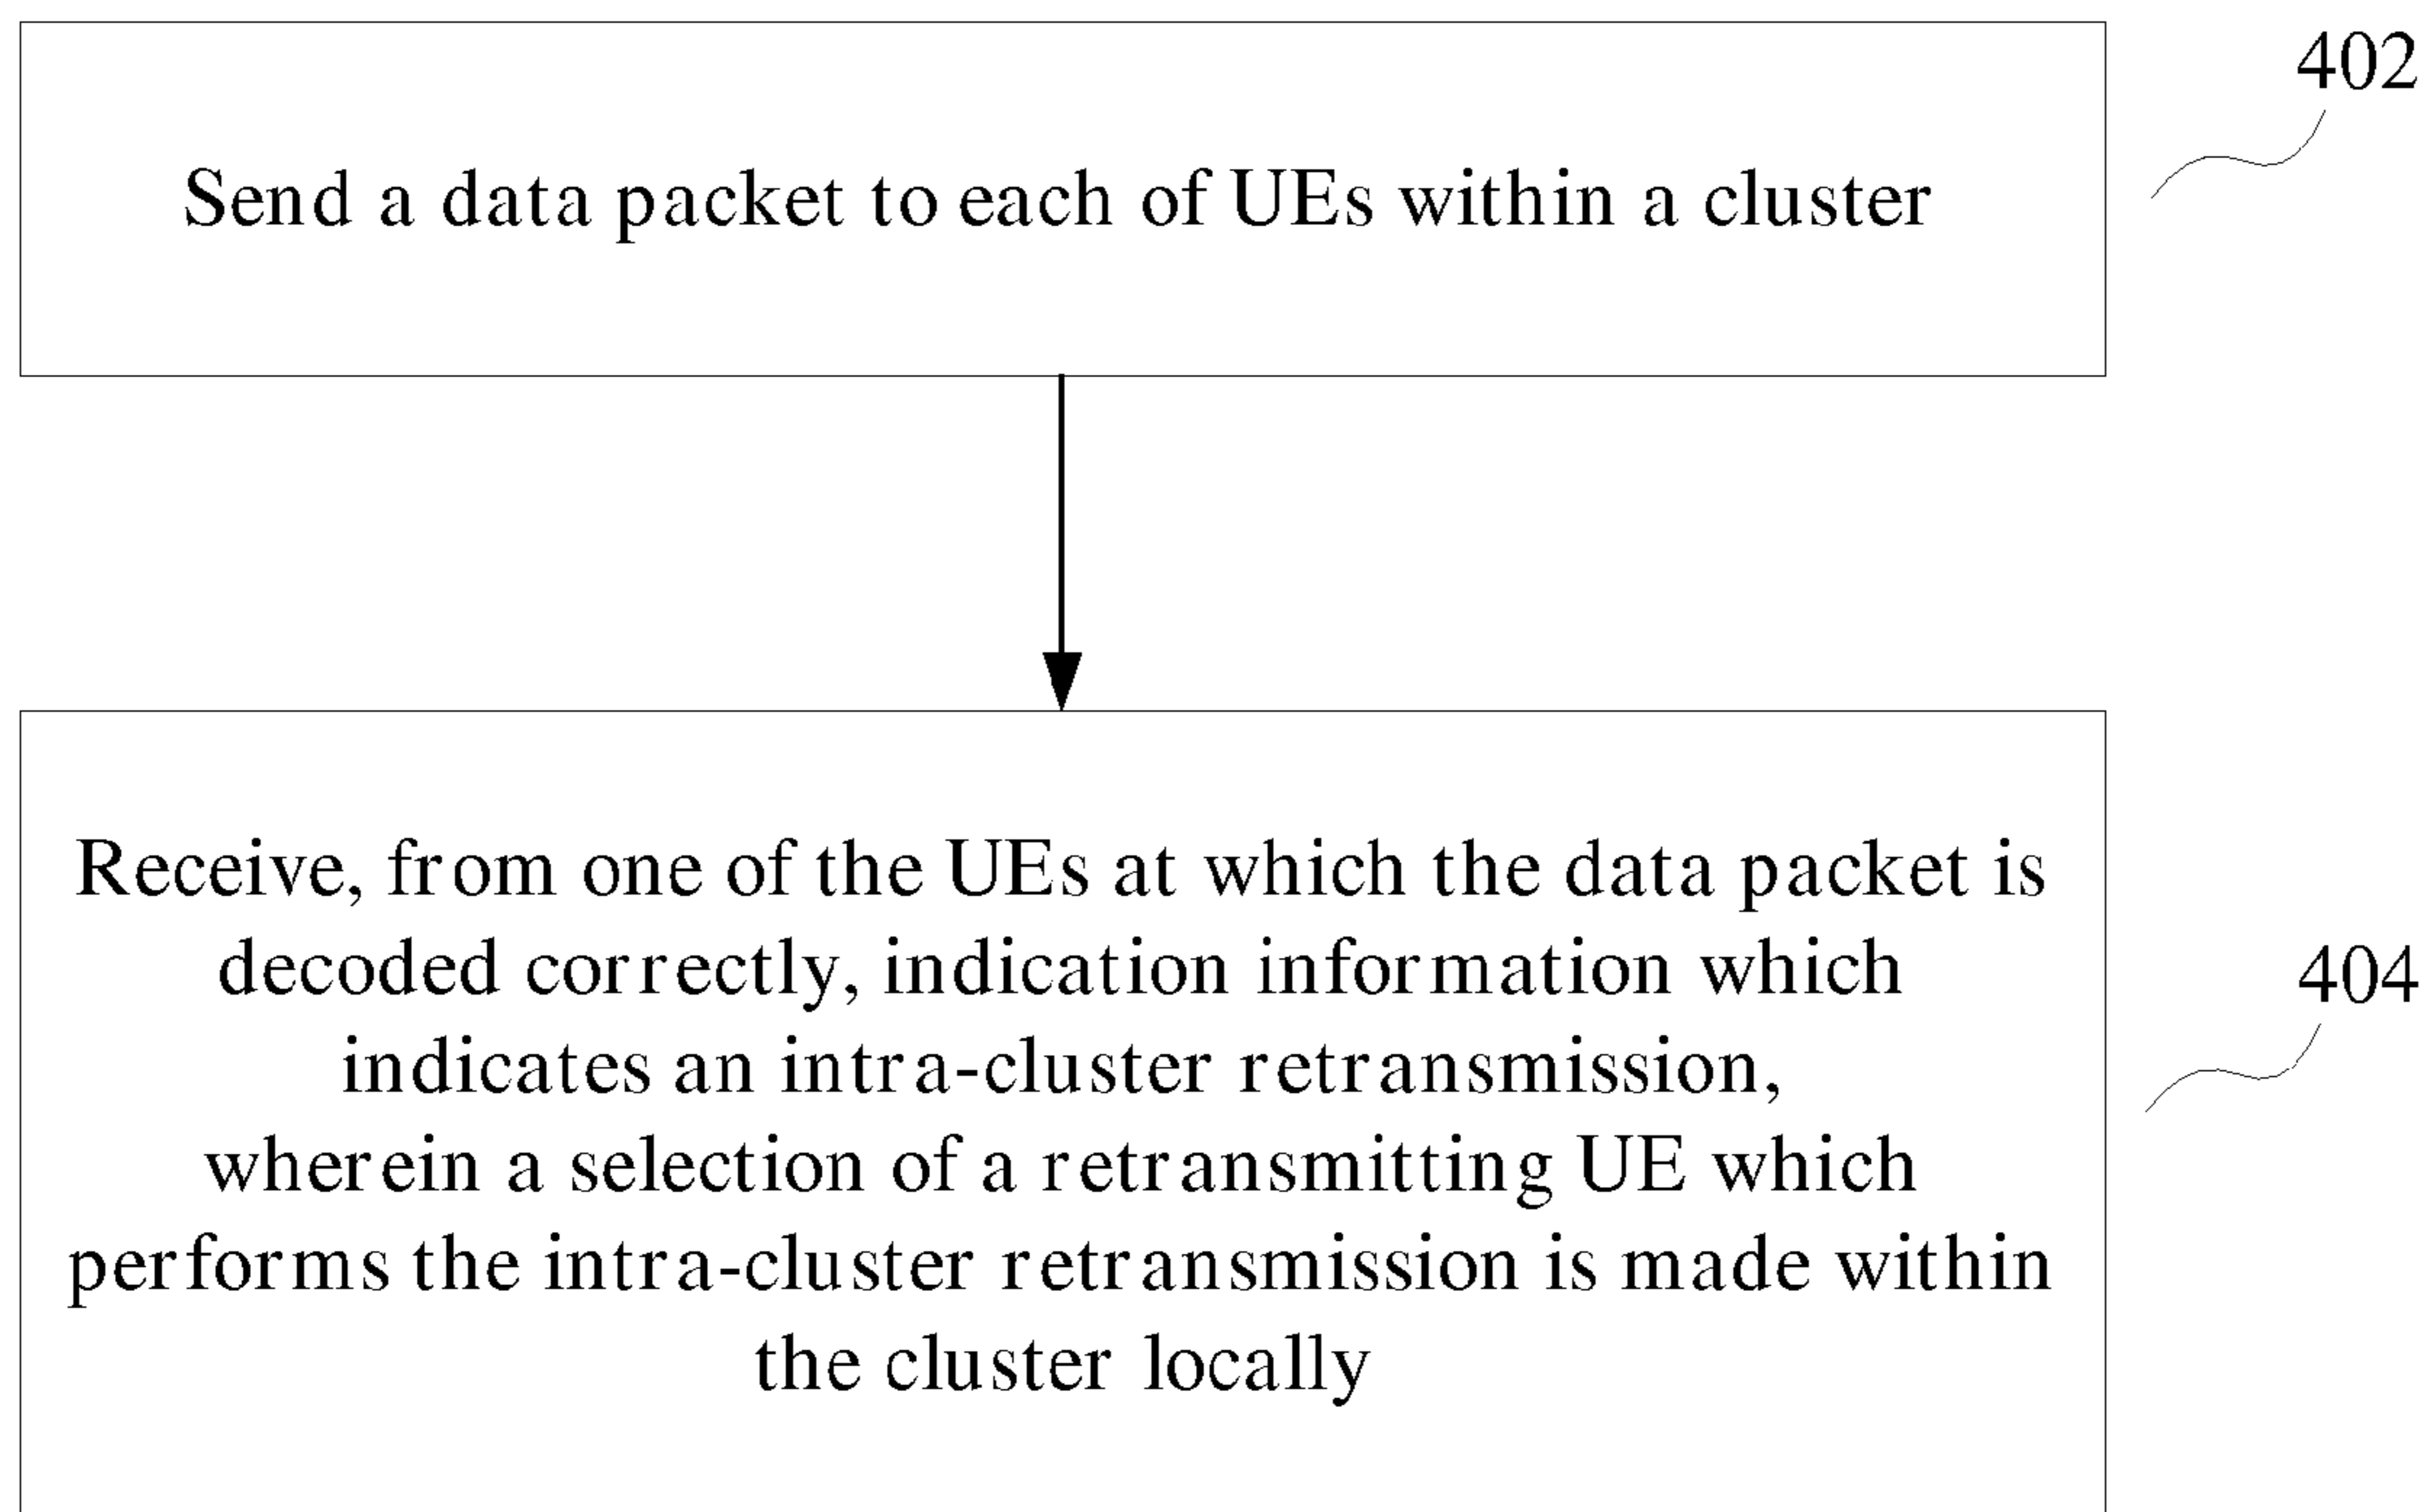 402
Send a data packet to each of UEs within a cluster
Receive, from one of the UEs at which the data packet is
decoded correctly, indication information which
indicates an intra-cluster retransmission,
wherein a selection of a retransmitting UE which
performs the intra-cluster retransmission is made within
the cluster locally
404